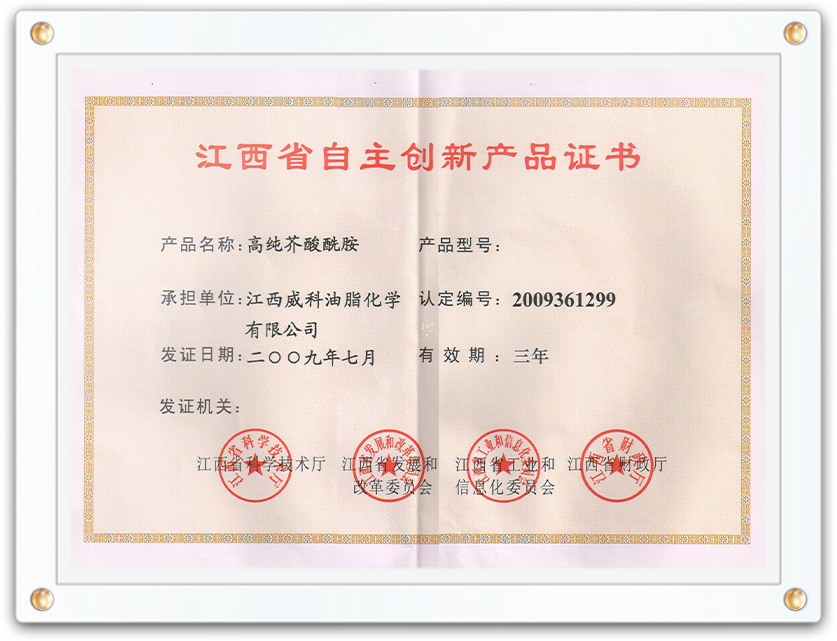 江西省自主创新产品证书
产品名称：高纯芥酸酰胺 产品型号：
承担单位：江西威科油脂化学 认定编号：2009361299
有限公司
发证日期：二〇〇九年七月 有效期：三年
发证机关：
江西省科学技术厅 江西省发展和 江西省工业和 江西省财政厅
改革委员会 信息化委员会